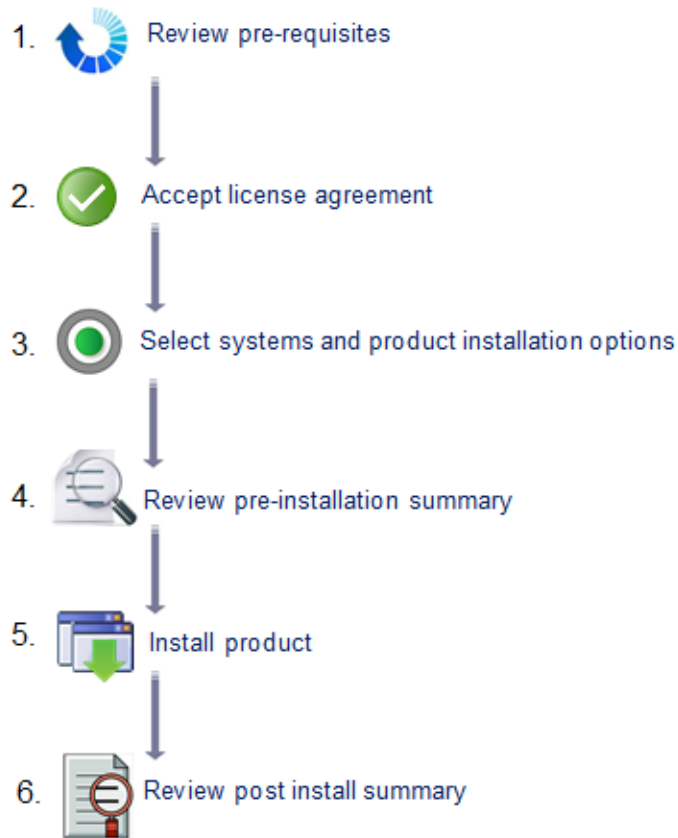 1. Review pre-requisites
2. Accept license agreement
3. Select systems and product installation options
4. Review pre-installation summary
5. Install product
6. Review post install summary